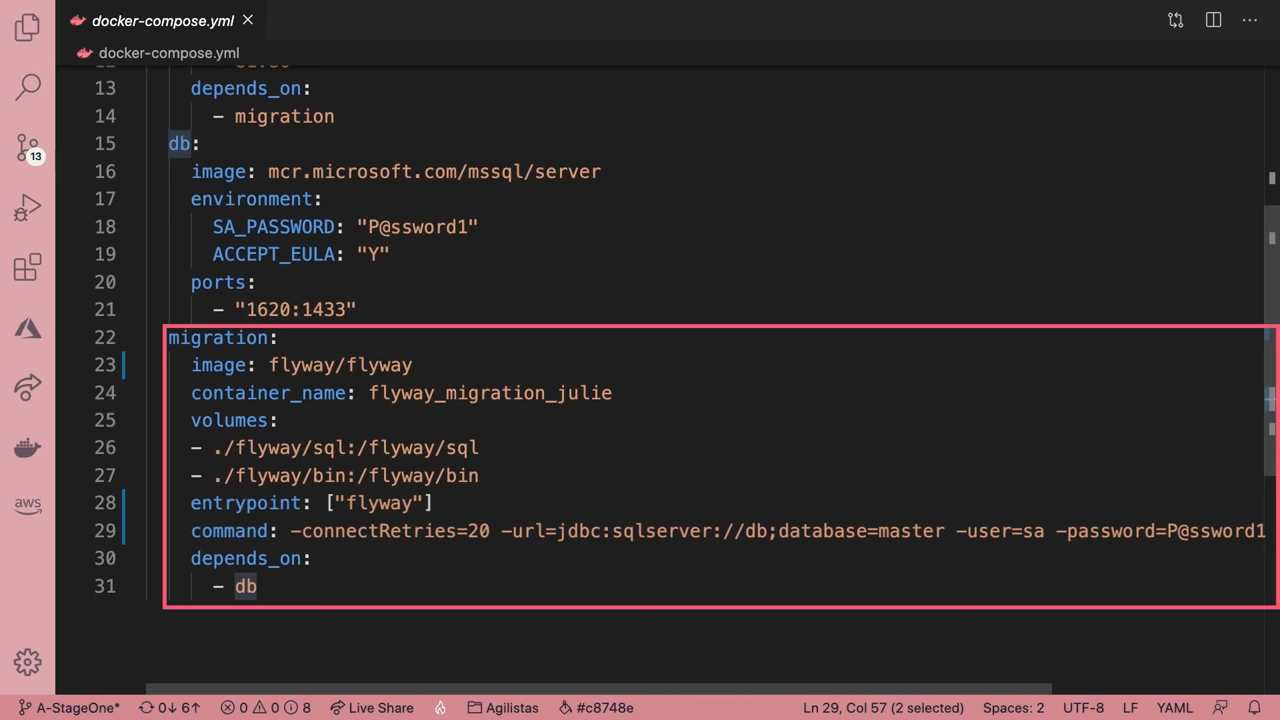 docker-compose.yml
docker-compose.yml
13 depends_on:
14 - migration
15 db:
16 image: mcr.microsoft.com/mssql/server
17 environment:
18 SA_PASSWORD: "P@ssword1"
19 ACCEPT_EULA: "Y"
20 ports:
21 - "1620:1433"
22 migration:
23 image: flyway/flyway
24 container_name: flyway_migration_julie
25 volumes:
26 - ./flyway/sql:/flyway/sql
27 - ./flyway/bin:/flyway/bin
28 entrypoint: ["flyway"]
29 command: -connectRetries=20 -url=jdbc:sqlserver://db;database=master -user=sa -password=P@ssword1
30 depends_on:
31 - db
13
aws
A-StageOne* 0↓ 6↑ 0 0 8 Live Share Agilistas #c8748e Ln 29, Col 57 (2 selected) Spaces: 2 UTF-8 LF YAML